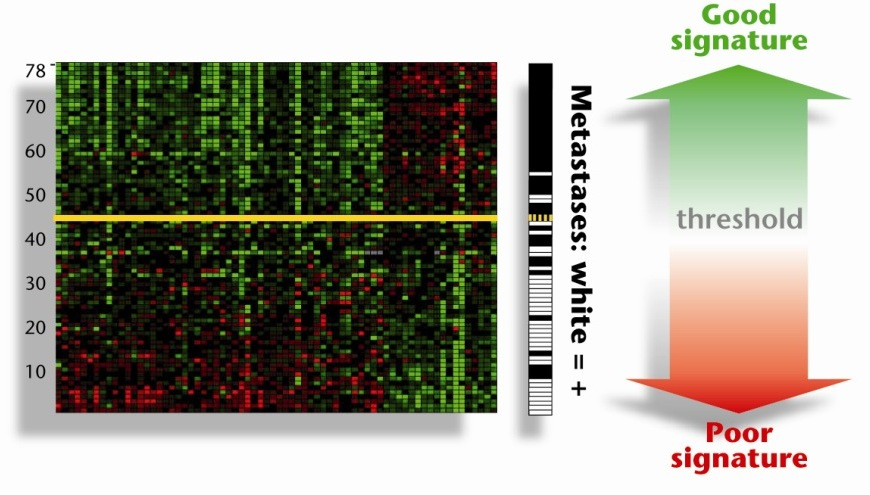 Good
signature
78
70
60
50
40
30
20
10
Metastases: white = +
threshold
Poor
signature